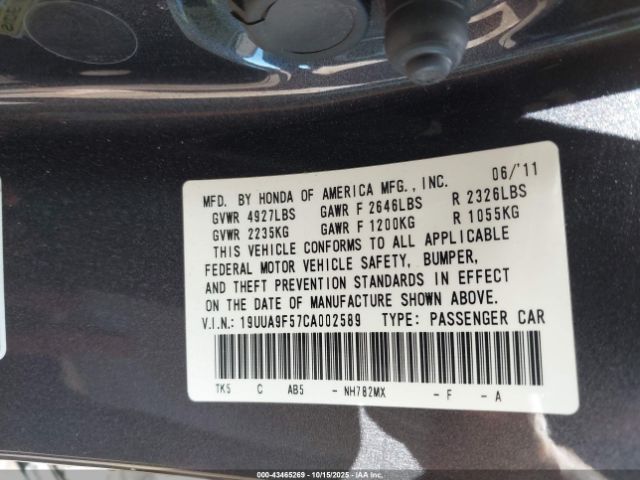 MFD. BY HONDA OF AMERICA MFG., INC. 06/'11
GVWR 4927LBS GAWR F 2646LBS R 2326LBS
GVWR 2235KG GAWR F 1200KG R 1055KG
THIS VEHICLE CONFORMS TO ALL APPLICABLE
FEDERAL MOTOR VEHICLE SAFETY, BUMPER,
AND THEFT PREVENTION STANDARDS IN EFFECT
ON THE DATE OF MANUFACTURE SHOWN ABOVE.
V.I.N.: 19UUA9F57CA002589 TYPE: PASSENGER CAR
TK5 C AB5 - NH782MX - F - A
© 43465269 - 10/15/2025 - IAA Inc.